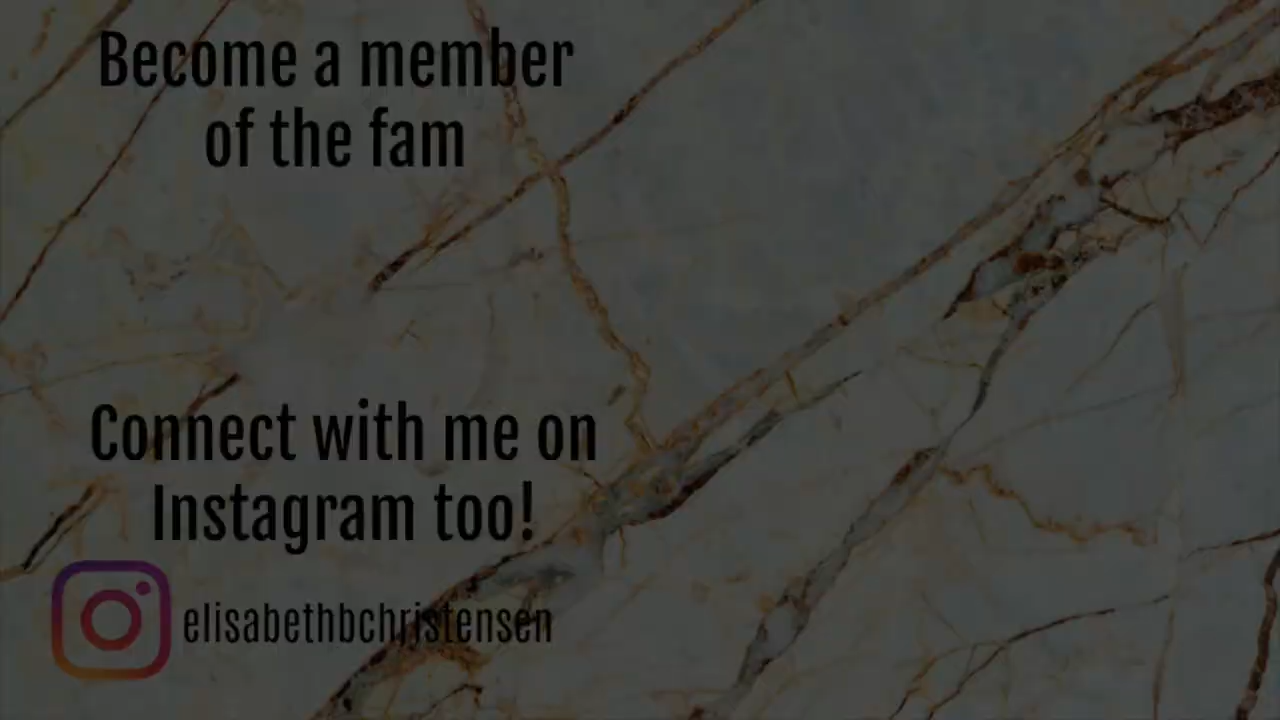 Become a member
of the fam
Connect with me on
Instagram too!
elisabethbchristensen